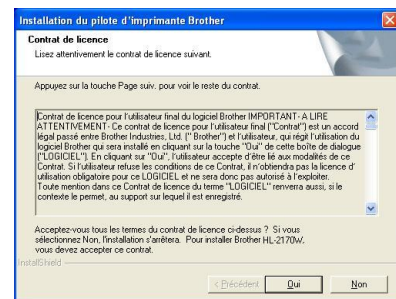 Installation du pilote d'imprimante Brother
Contrat de licence
Lisez attentivement le contrat de licence suivant.
Appuyez sur la touche Page suiv. pour voir le reste du contrat.
Contrat de licence pour l'utilisateur final du logiciel Brother IMPORTANT- A LIRE
ATTENTIVEMENT- Ce contrat de licence pour l'utilisateur final ("Contrat") est un accord
légal passé entre Brother Industries, Ltd. (" Brother") et l'utilisateur, qui régit l'utilisation du
logiciel Brother qui sera installé en cliquant sur la touche "Oui" de cette boîte de dialogue
("LOGICIEL"). En cliquant sur "Oui", l'utilisateur accepte d'être lié aux modalités de ce
Contrat. Si l'utilisateur refuse les conditions de ce Contrat, il n'obtiendra pas la licence d'
utilisation obligatoire pour ce LOGICIEL et ne sera donc pas autorisé à l'exploiter.
Toute mention dans ce Contrat de licence du terme "LOGICIEL" renverra aussi, si le
contexte le permet, au support sur lequel il est enregistré.
Acceptez-vous tous les termes du contrat de licence ci-dessus ? Si vous
sélectionnez Non, l'installation s'arrêtera. Pour installer Brother HL-2170W,
vous devez accepter ce contrat.
InstallShield
< Précédent
Oui
Non